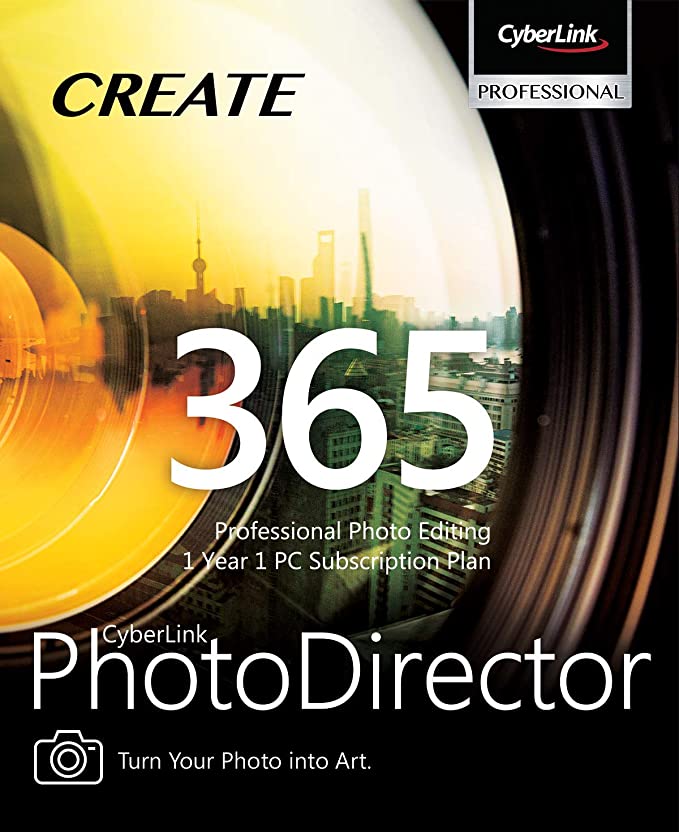 CyberLink
PROFESSIONAL
CREATE
365
Professional Photo Editing
1 Year 1 PC Subscription Plan
CyberLink
PhotoDirector
Turn Your Photo into Art.